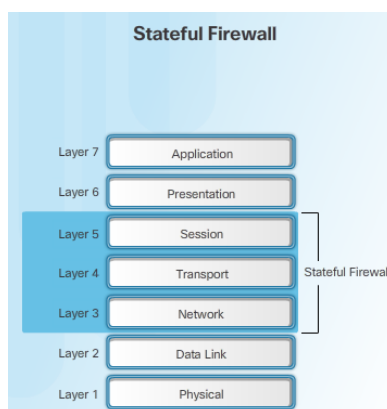 Stateful Firewall
Layer 7 Application
Layer 6 Presentation
Layer 5 Session
Layer 4 Transport Stateful Firewal
Layer 3 Network
Layer 2 Data Link
Layer 1 Physical